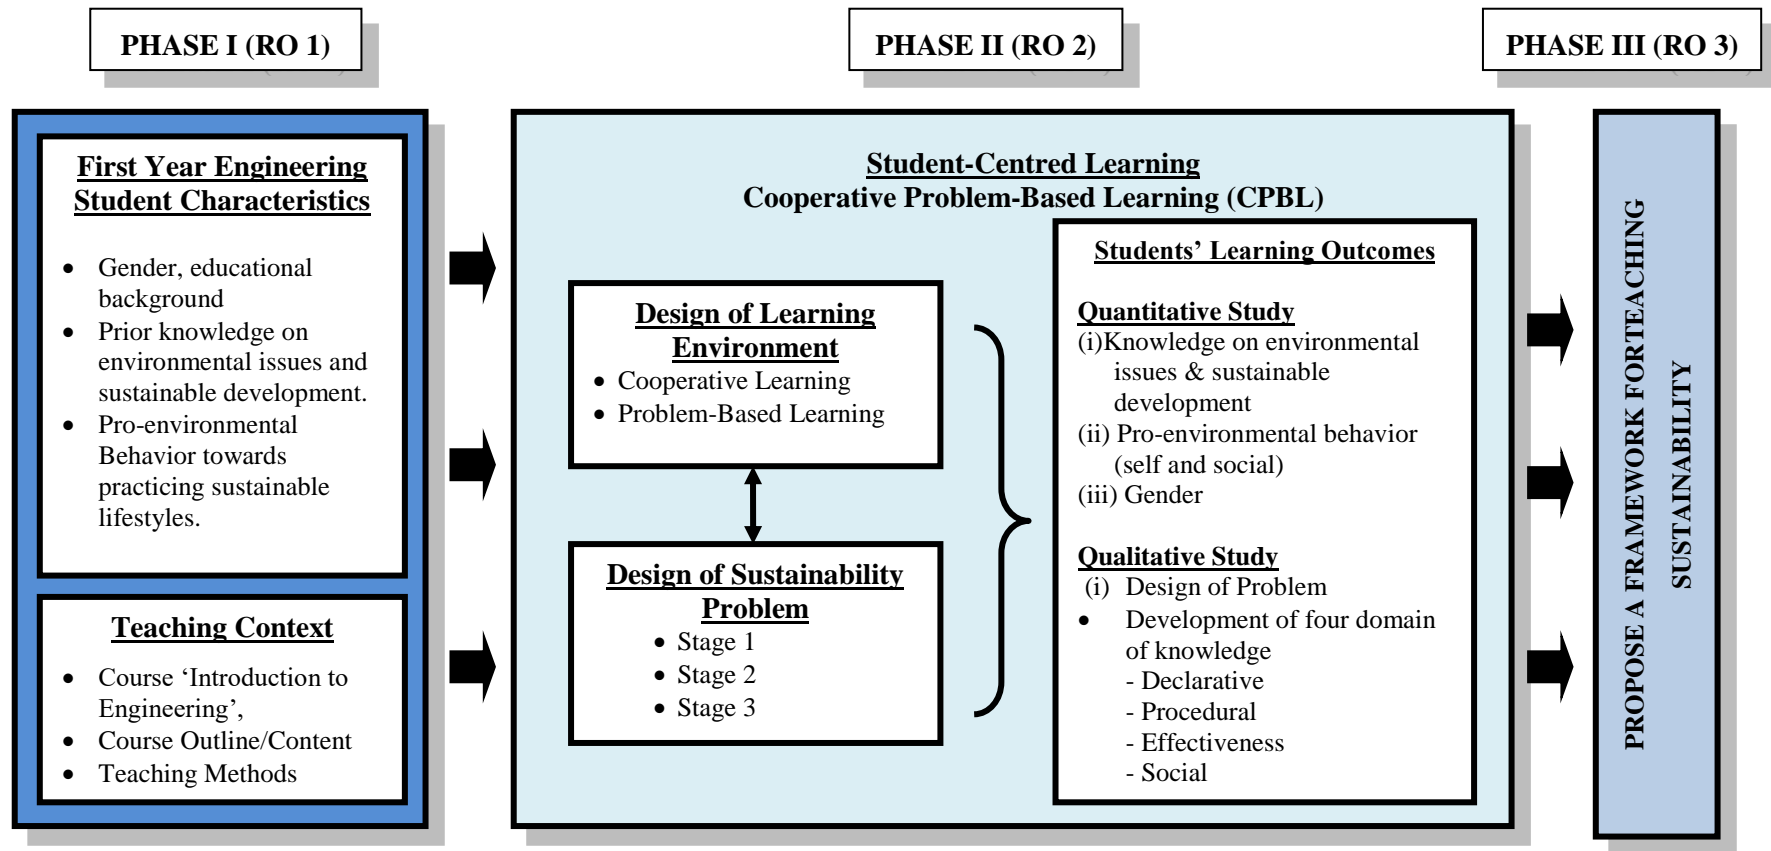 PHASE I (RO 1)
PHASE II (RO 2)
PHASE III (RO 3)
First Year Engineering
Student Characteristics
• Gender, educational
background
• Prior knowledge on
environmental issues and
sustainable development.
• Pro-environmental
Behavior towards
practicing sustainable
lifestyles.
Teaching Context
• Course ‘Introduction to
Engineering’,
• Course Outline/Content
• Teaching Methods
Student-Centred Learning
Cooperative Problem-Based Learning (CPBL)
Design of Learning
Environment
• Cooperative Learning
• Problem-Based Learning
Design of Sustainability
Problem
• Stage 1
• Stage 2
• Stage 3
Students’ Learning Outcomes
Quantitative Study
(i)Knowledge on environmental
issues & sustainable
development
(ii) Pro-environmental behavior
(self and social)
(iii) Gender
Qualitative Study
(i) Design of Problem
• Development of four domain
of knowledge
- Declarative
- Procedural
- Effectiveness
- Social
PROPOSE A FRAMEWORK FORTEACHING
SUSTAINABILITY